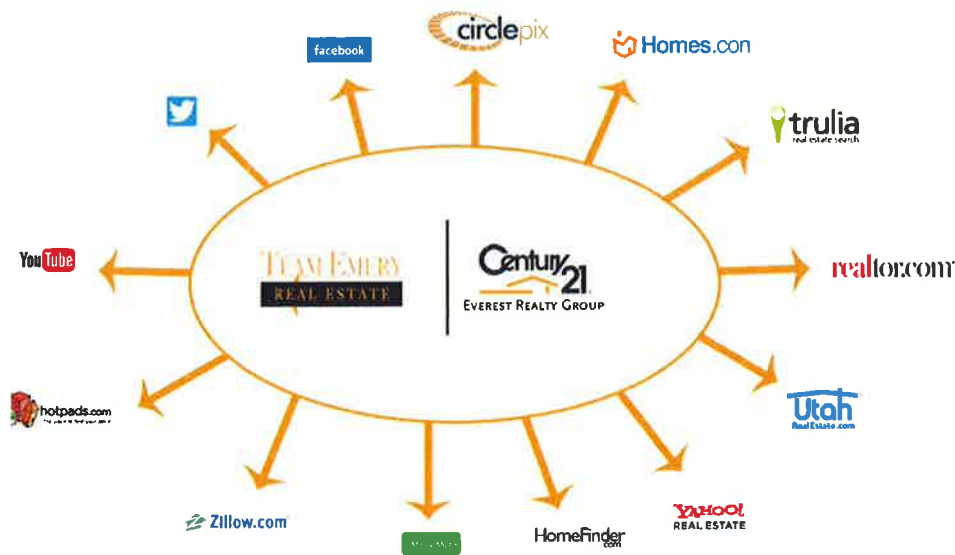 circlepix
facebook
Homes.con
trulia
real estate search
YouTube
TEAM EMERY
REAL ESTATE
Century 21
EVEREST REALTY GROUP
realtor.com
hotpads.com
Utah
RealEstate.com
Zillow.com
HomeFinder
.com
YAHOO!
REAL ESTATE